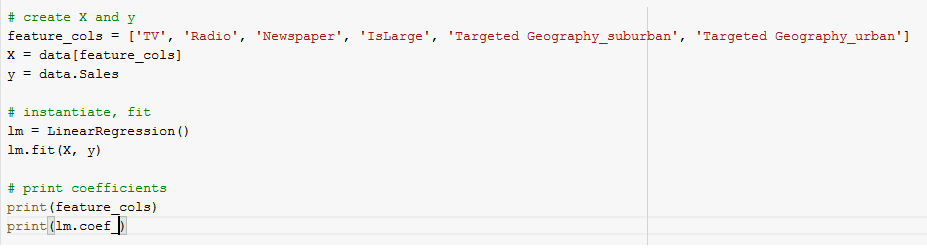 # create X and y
feature_cols = ['TV', 'Radio', 'Newspaper', 'IsLarge', 'Targeted Geography_suburban', 'Targeted Geography_urban']
X = data[feature_cols]
y = data.Sales
# instantiate, fit
lm = LinearRegression()
lm.fit(X, y)
# print coefficients
print(feature_cols)
print(lm.coef_)